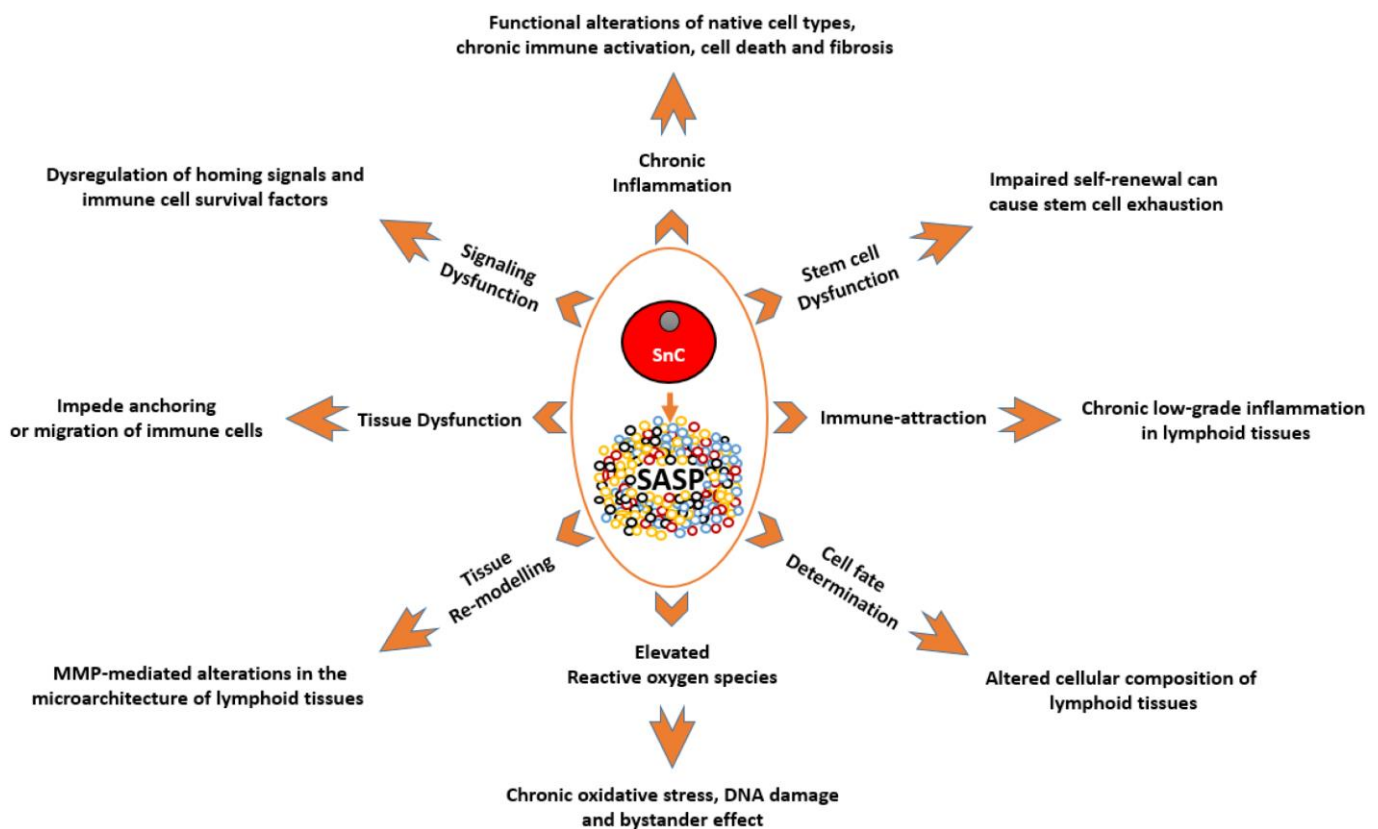 Functional alterations of native cell types,
chronic immune activation, cell death and fibrosis
Chronic
Inflammation
Dysregulation of homing signals and
immune cell survival factors
Signaling
Dysfunction
Impaired self-renewal can
cause stem cell exhaustion
Stem cell
Dysfunction
SnC
SASP
Impede anchoring
or migration of immune cells
Tissue Dysfunction
Immune-attraction
Chronic low-grade inflammation
in lymphoid tissues
Tissue
Re-modelling
MMP-mediated alterations in the
microarchitecture of lymphoid tissues
Cell fate
Determination
Altered cellular composition of
lymphoid tissues
Elevated
Reactive oxygen species
Chronic oxidative stress, DNA damage
and bystander effect